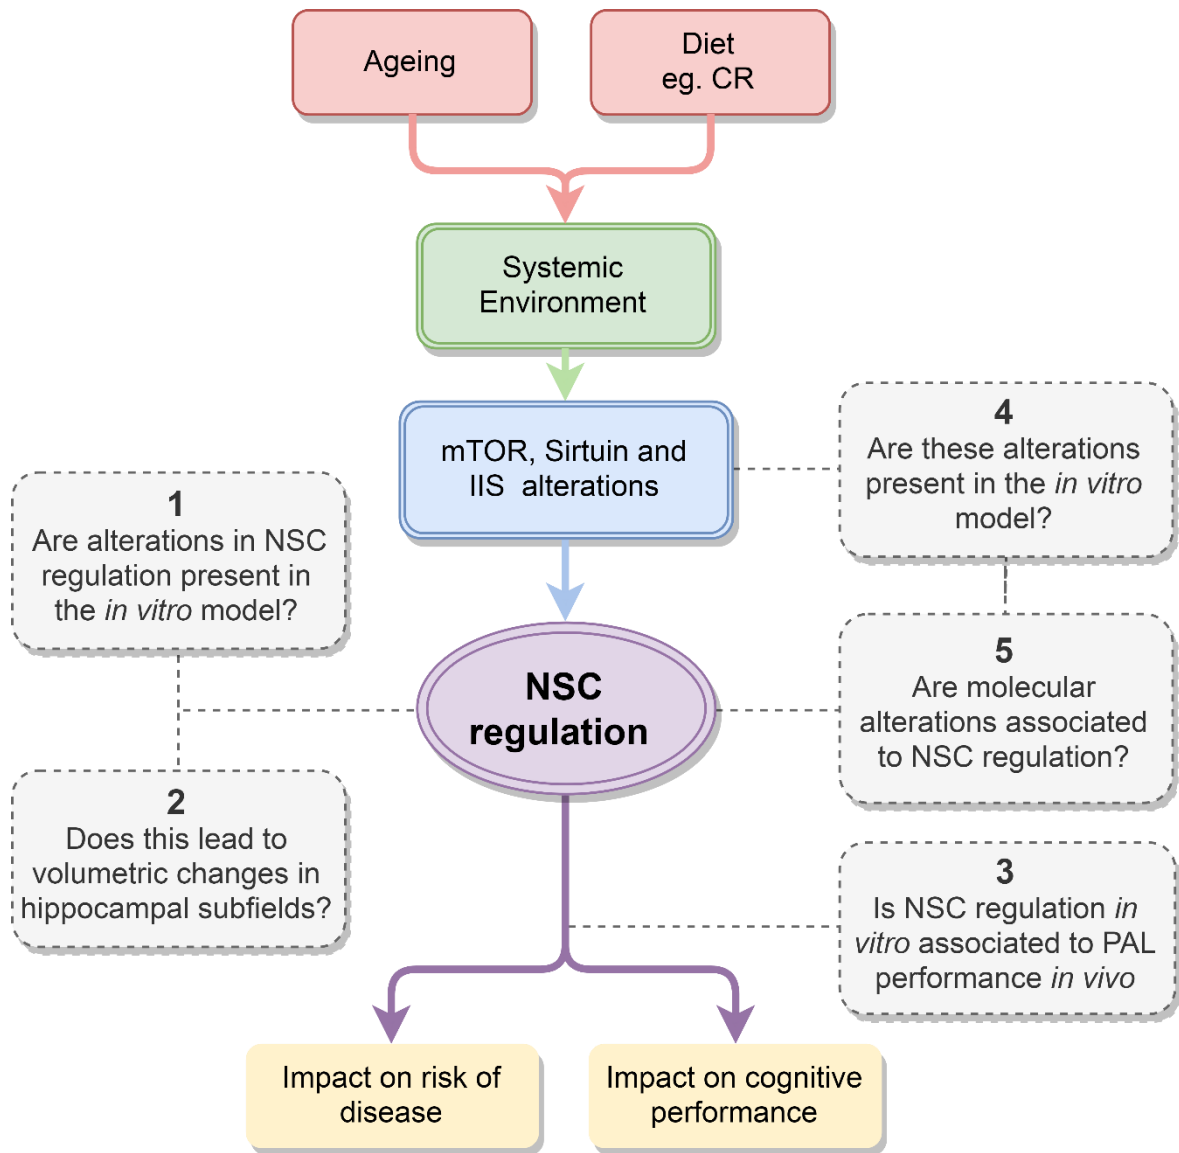 Ageing
Diet
eg. CR
Systemic
Environment
mTOR, Sirtuin and
IIS alterations
4
Are these alterations
present in the in vitro
model?
1
Are alterations in NSC
regulation present in
the in vitro model?
NSC
regulation
5
Are molecular
alterations associated
to NSC regulation?
2
Does this lead to
volumetric changes in
hippocampal subfields?
3
Is NSC regulation in
vitro associated to PAL
performance in vivo
Impact on risk of
disease
Impact on cognitive
performance